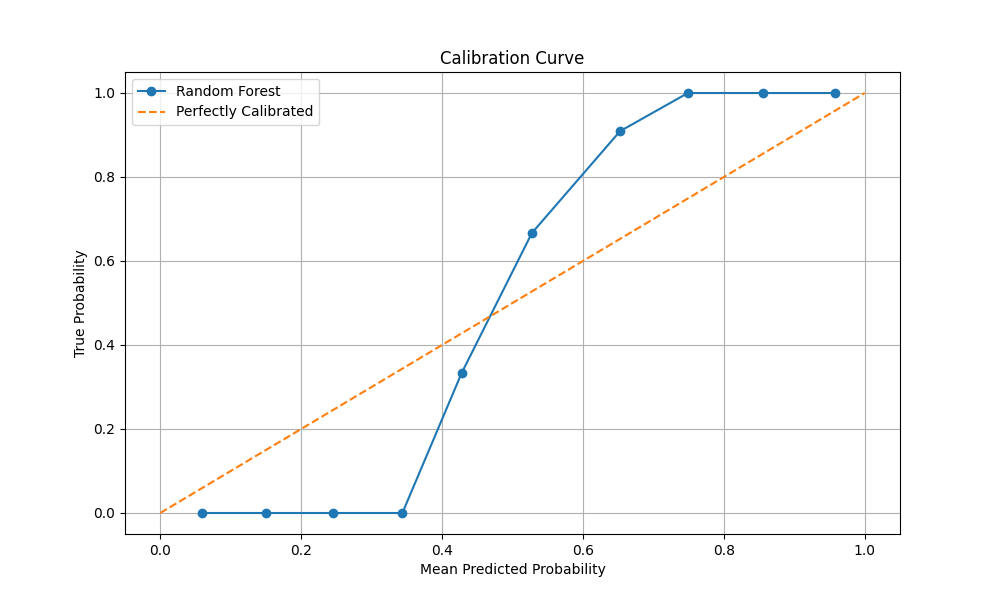 Calibration Curve
Random Forest
Perfectly Calibrated
True Probability
1.0
0.8
0.6
0.4
0.2
0.0
0.0 0.2 0.4 0.6 0.8 1.0
Mean Predicted Probability